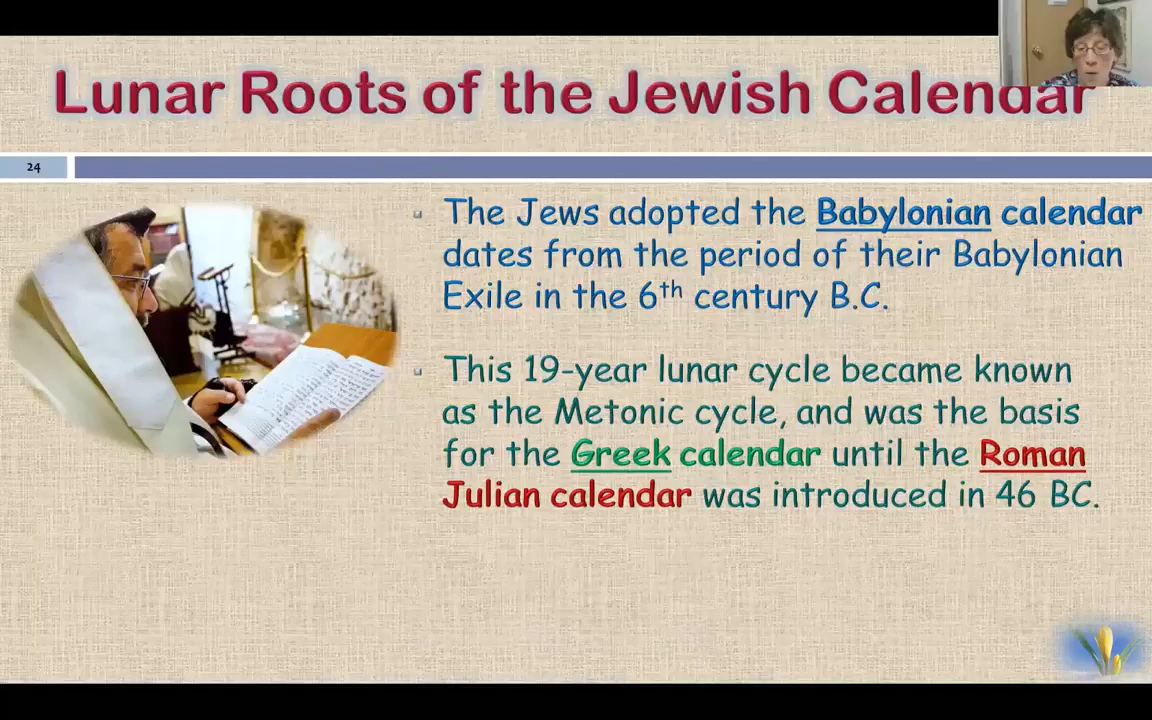 Lunar Roots of the Jewish Calendar
24
The Jews adopted the Babylonian calendar
dates from the period of their Babylonian
Exile in the 6th century B.C.
This 19-year lunar cycle became known
as the Metonic cycle, and was the basis
for the Greek calendar until the Roman
Julian calendar was introduced in 46 BC.